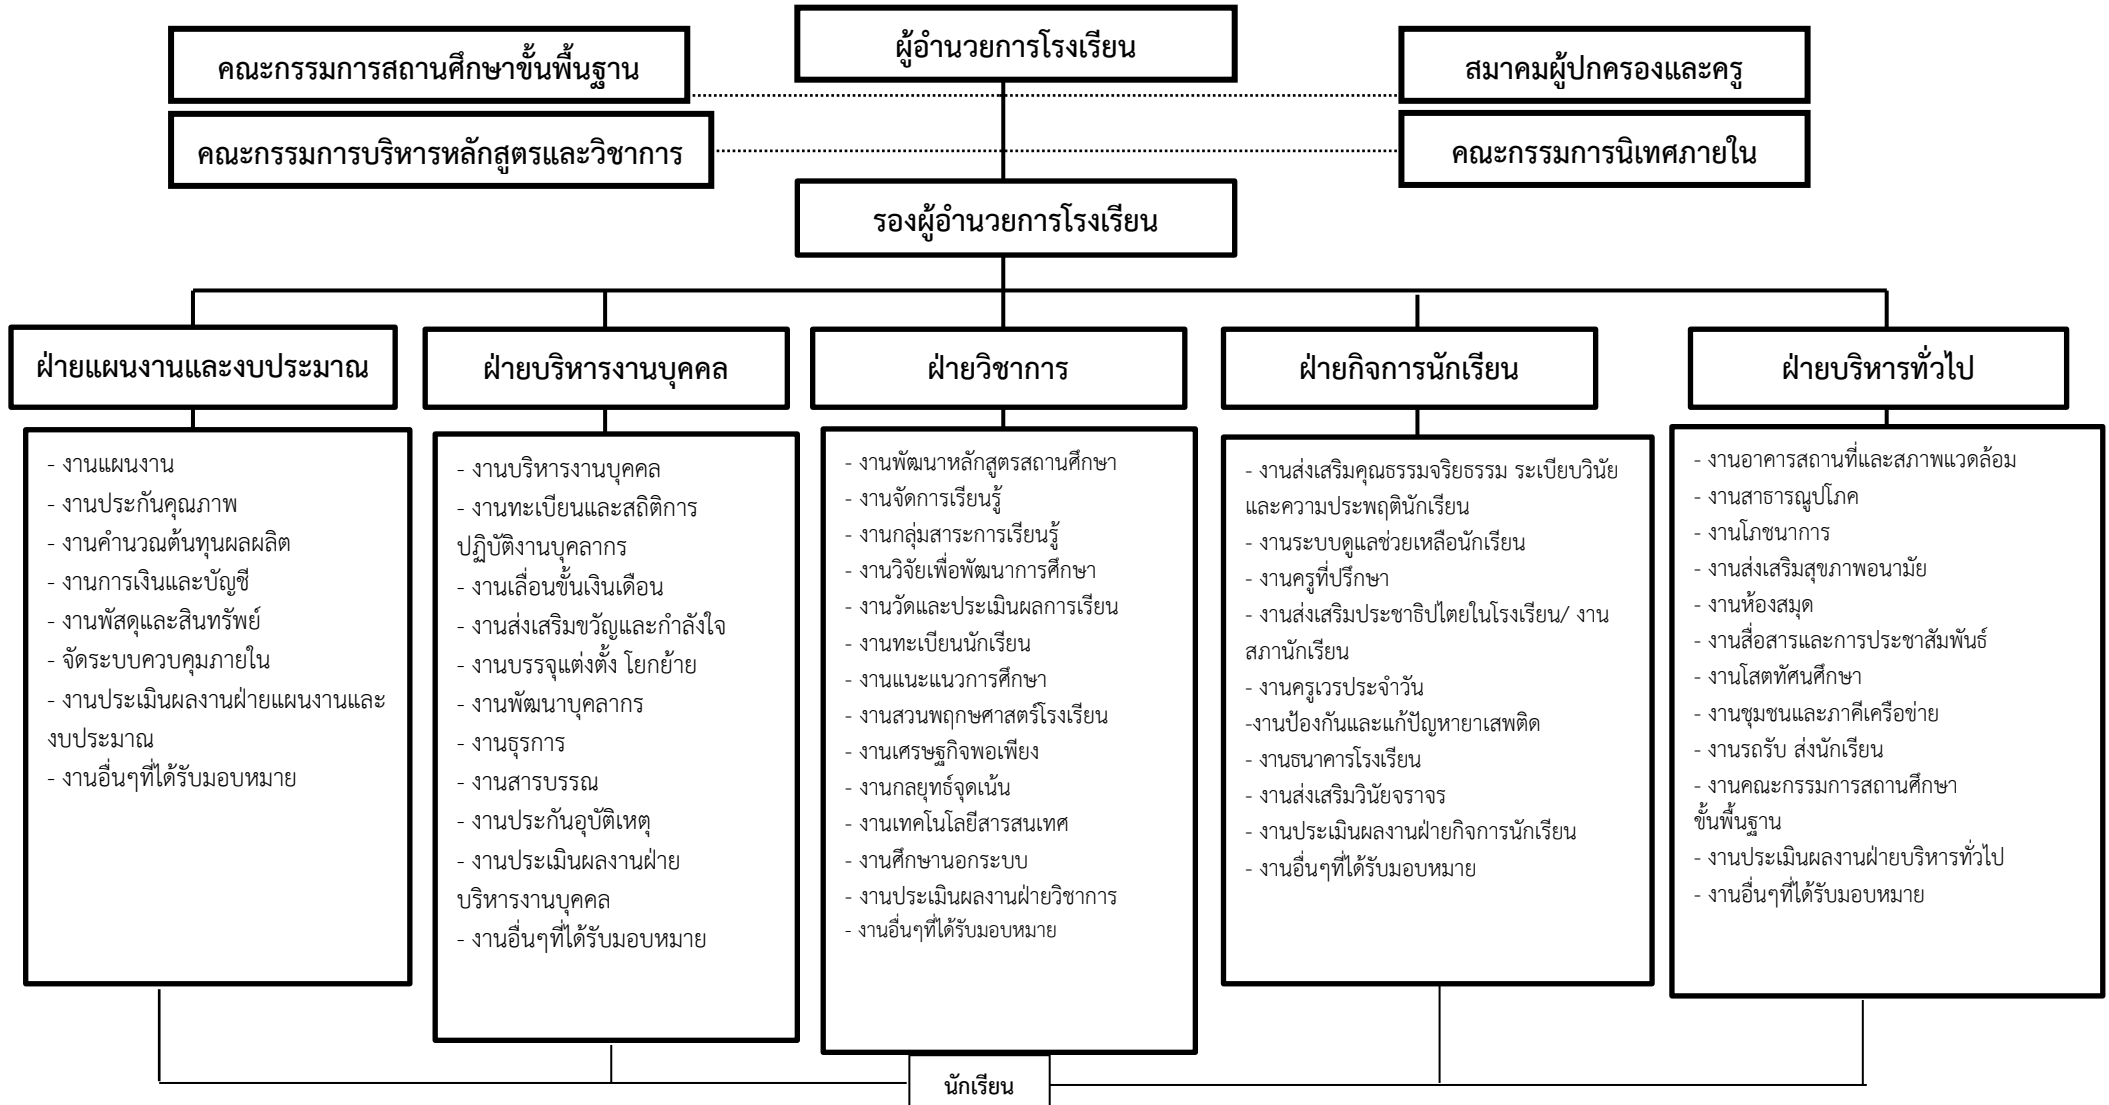 ผู้อำนวยการโรงเรียน
คณะกรรมการสถานศึกษาขั้นพื้นฐาน
สมาคมผู้ปกครองและครู
คณะกรรมการบริหารหลักสูตรและวิชาการ
คณะกรรมการนิเทศภายใน
รองผู้อำนวยการโรงเรียน
ฝ่ายแผนงานและงบประมาณ
- งานแผนงาน
- งานประกันคุณภาพ
- งานคำนวณต้นทุนผลผลิต
- งานการเงินและบัญชี
- งานพัสดุและสินทรัพย์
- จัดระบบควบคุมภายใน
- งานประเมินผลงานฝ่ายแผนงานและ
งบประมาณ
- งานอื่นๆที่ได้รับมอบหมาย
ฝ่ายบริหารงานบุคคล
- งานบริหารงานบุคคล
- งานทะเบียนและสถิติการ
ปฏิบัติงานบุคลากร
- งานเลื่อนขั้นเงินเดือน
- งานส่งเสริมขวัญและกำลังใจ
- งานบรรจุแต่งตั้ง โยกย้าย
- งานพัฒนาบุคลากร
- งานธุรการ
- งานสารบรรณ
- งานประกันอุบัติเหตุ
- งานประเมินผลงานฝ่าย
บริหารงานบุคคล
- งานอื่นๆที่ได้รับมอบหมาย
ฝ่ายวิชาการ
- งานพัฒนาหลักสูตรสถานศึกษา
- งานจัดการเรียนรู้
- งานกลุ่มสาระการเรียนรู้
- งานวิจัยเพื่อพัฒนาการศึกษา
- งานวัดและประเมินผลการเรียน
- งานทะเบียนนักเรียน
- งานแนะแนวการศึกษา
- งานสวนพฤกษศาสตร์โรงเรียน
- งานเศรษฐกิจพอเพียง
- งานกลยุทธ์จุดเน้น
- งานเทคโนโลยีสารสนเทศ
- งานศึกษานอกระบบ
- งานประเมินผลงานฝ่ายวิชาการ
- งานอื่นๆที่ได้รับมอบหมาย
ฝ่ายกิจการนักเรียน
- งานส่งเสริมคุณธรรมจริยธรรม ระเบียบวินัย
และความประพฤตินักเรียน
- งานระบบดูแลช่วยเหลือนักเรียน
- งานครูที่ปรึกษา
- งานส่งเสริมประชาธิปไตยในโรงเรียน/ งาน
สภานักเรียน
- งานครูเวรประจำวัน
-งานป้องกันและแก้ปัญหายาเสพติด
- งานธนาคารโรงเรียน
- งานส่งเสริมวินัยจราจร
- งานประเมินผลงานฝ่ายกิจการนักเรียน
- งานอื่นๆที่ได้รับมอบหมาย
ฝ่ายบริหารทั่วไป
- งานอาคารสถานที่และสภาพแวดล้อม
- งานสาธารณูปโภค
- งานโภชนาการ
- งานส่งเสริมสุขภาพอนามัย
- งานห้องสมุด
- งานสื่อสารและการประชาสัมพันธ์
- งานโสตทัศนศึกษา
- งานชุมชนและภาคีเครือข่าย
- งานรถรับ ส่งนักเรียน
- งานคณะกรรมการสถานศึกษา
ขั้นพื้นฐาน
- งานประเมินผลงานฝ่ายบริหารทั่วไป
- งานอื่นๆที่ได้รับมอบหมาย
นักเรียน